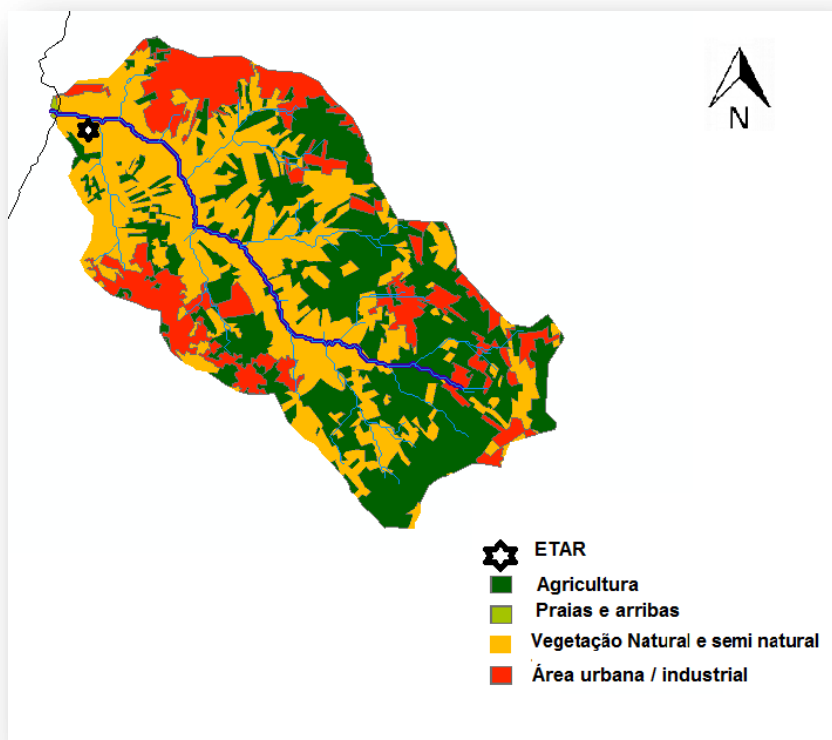 N
ETAR
Agricultura
Praias e arribas
Vegetação Natural e semi natural
Área urbana / industrial